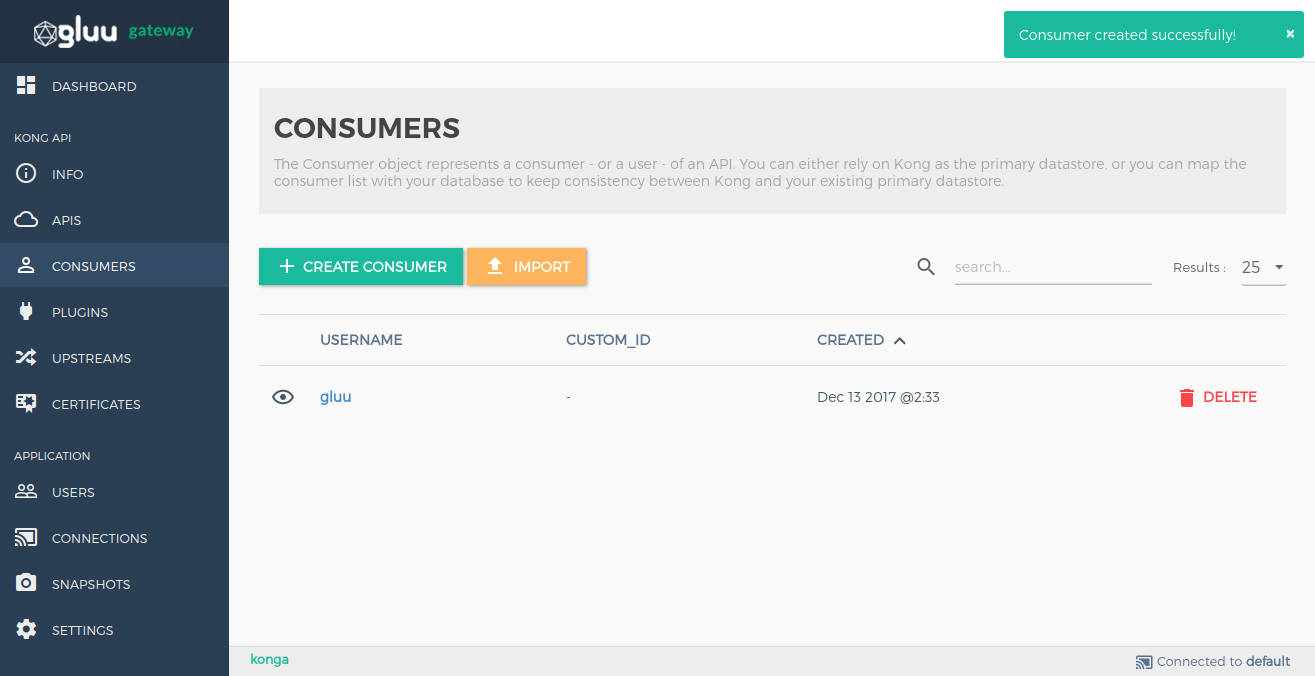 gluu gateway
Consumer created successfully! ×
DASHBOARD
KONG API
INFO
APIS
CONSUMERS
PLUGINS
UPSTREAMS
CERTIFICATES
APPLICATION
USERS
CONNECTIONS
SNAPSHOTS
SETTINGS
CONSUMERS
The Consumer object represents a consumer - or a user - of an API. You can either rely on Kong as the primary datastore, or you can map the
consumer list with your database to keep consistency between Kong and your existing primary datastore.
CREATE CONSUMER IMPORT search... Results : 25
USERNAME CUSTOM_ID CREATED
gluu - Dec 13 2017 @2:33 DELETE
konga Connected to default